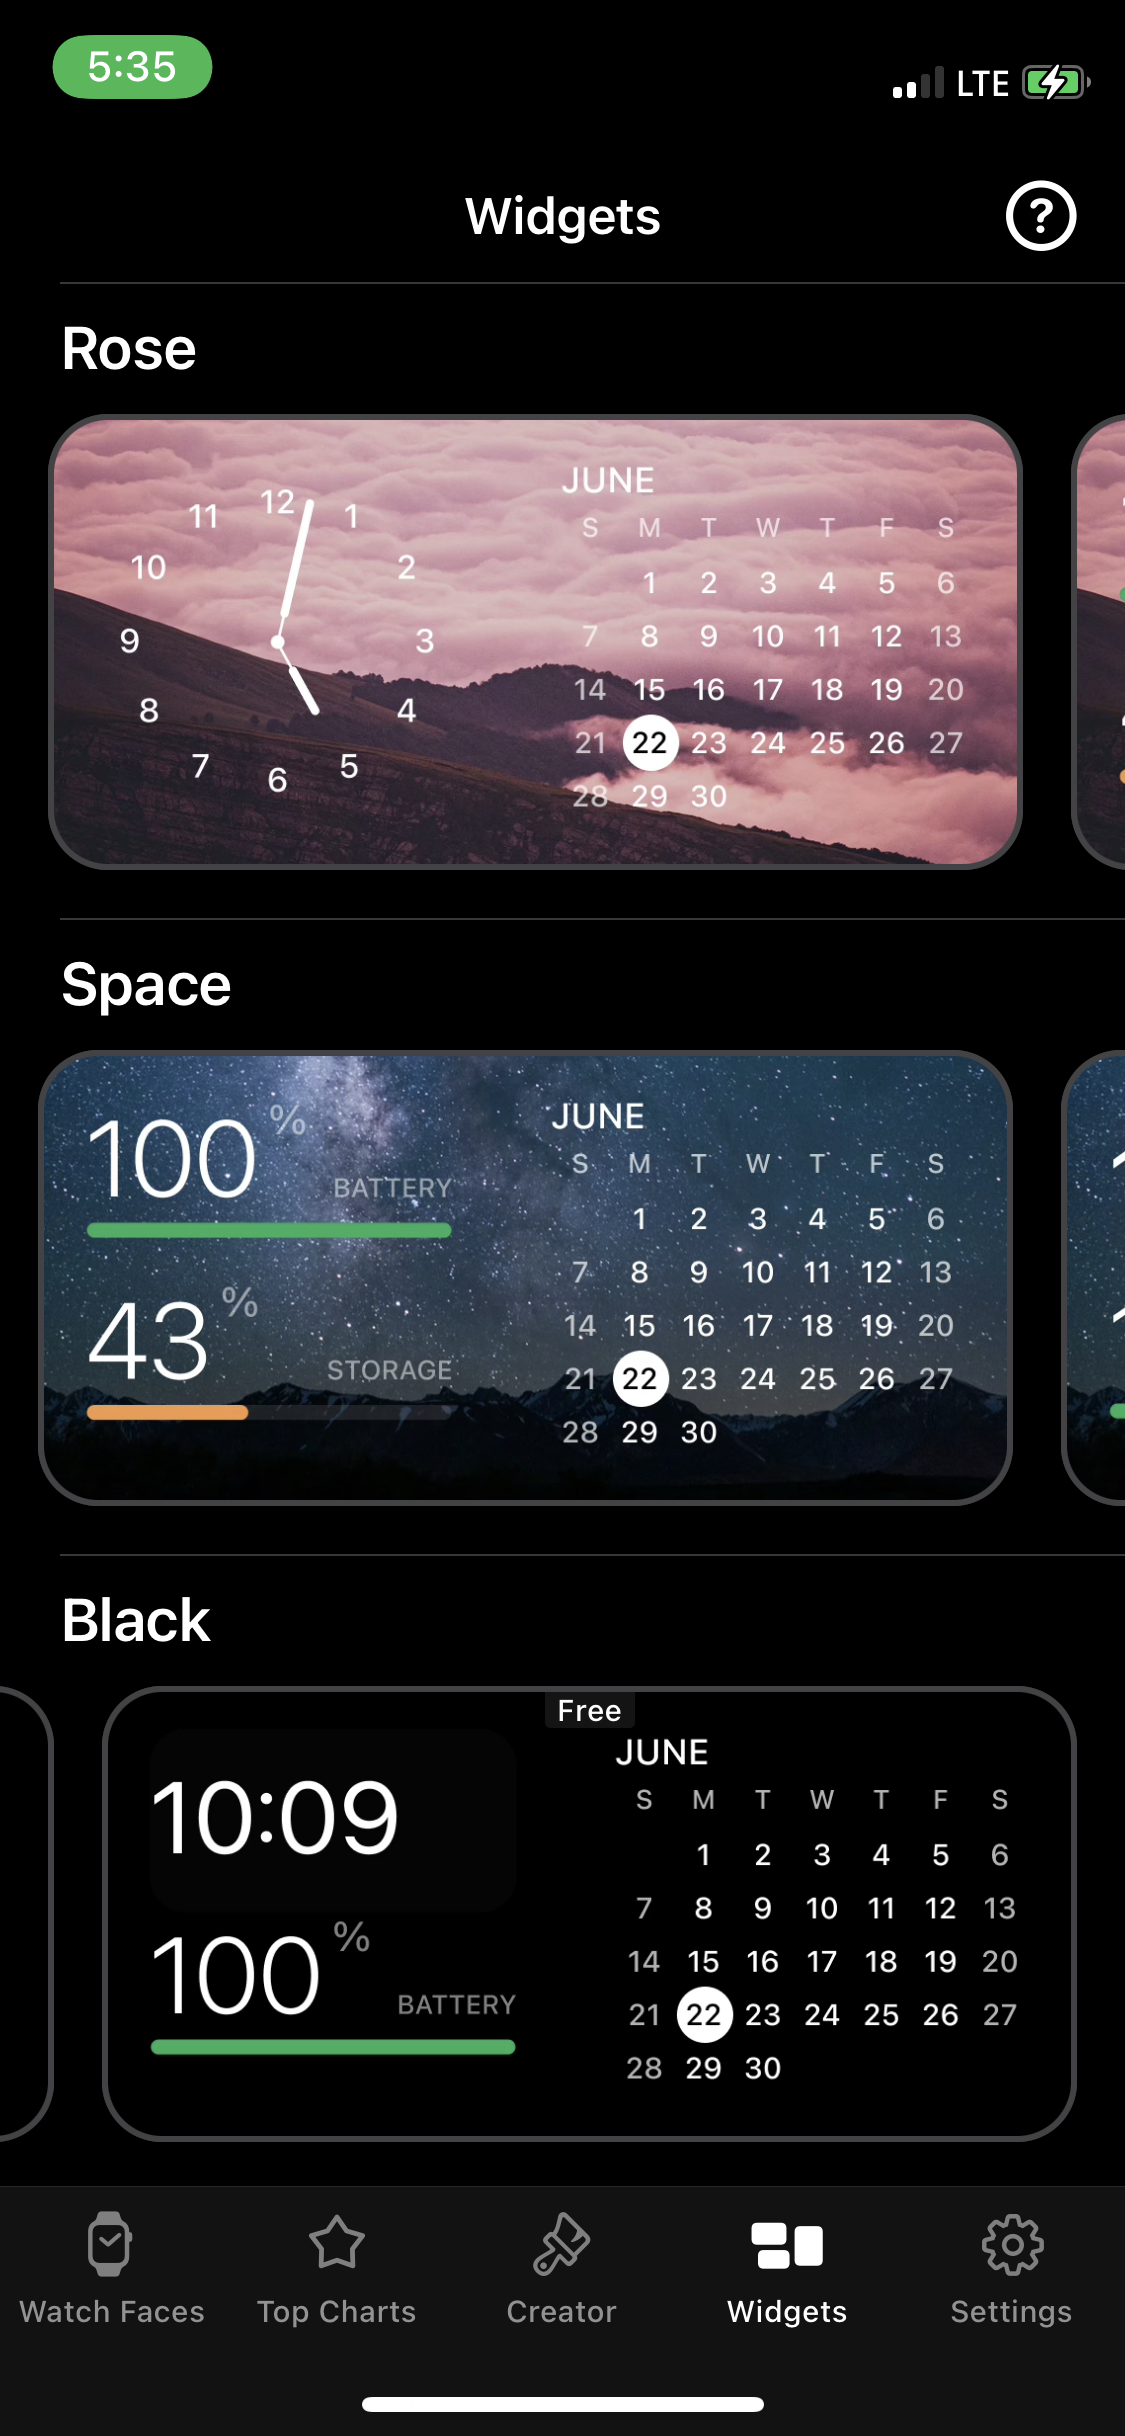 5:35 LTE
Widgets ?
Rose
12
11 1
10 2
9 3
8 4
7 5
6
JUNE
S M T W T F S
1 2 3 4 5 6
7 8 9 10 11 12 13
14 15 16 17 18 19 20
21 22 23 24 25 26 27
28 29 30
Space
100 %
BATTERY
43 %
STORAGE
JUNE
S M T W T F S
1 2 3 4 5 6
7 8 9 10 11 12 13
14 15 16 17 18 19 20
21 22 23 24 25 26 27
28 29 30
Black
Free
10:09
100 %
BATTERY
JUNE
S M T W T F S
1 2 3 4 5 6
7 8 9 10 11 12 13
14 15 16 17 18 19 20
21 22 23 24 25 26 27
28 29 30
Watch Faces Top Charts Creator Widgets Settings